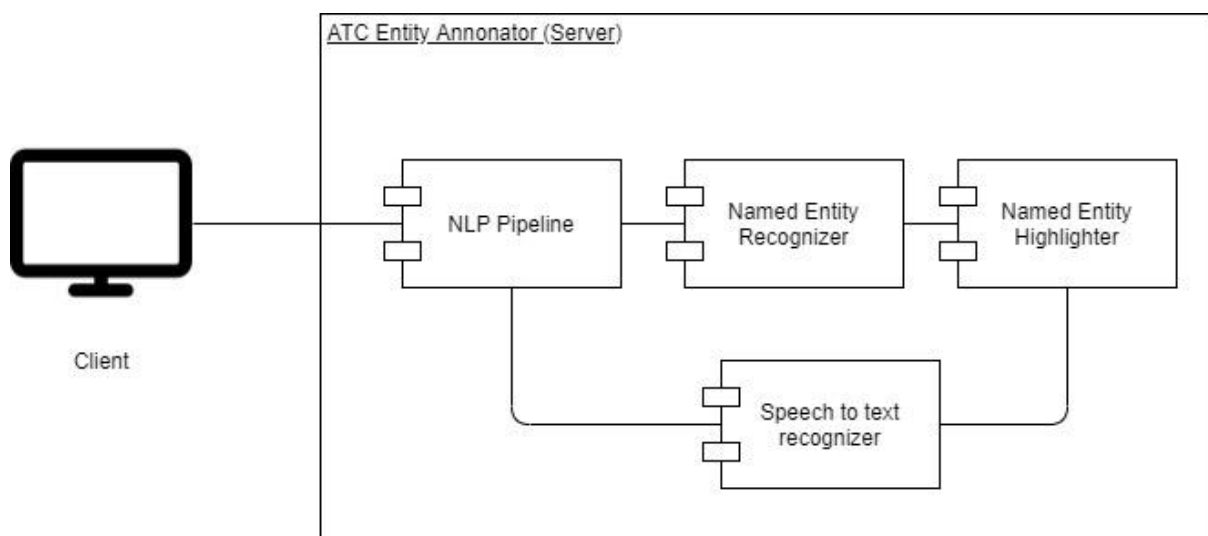 ATC Entity Annonator (Server)
NLP Pipeline
Named Entity
Recognizer
Named Entity
Highlighter
Client
Speech to text
recognizer